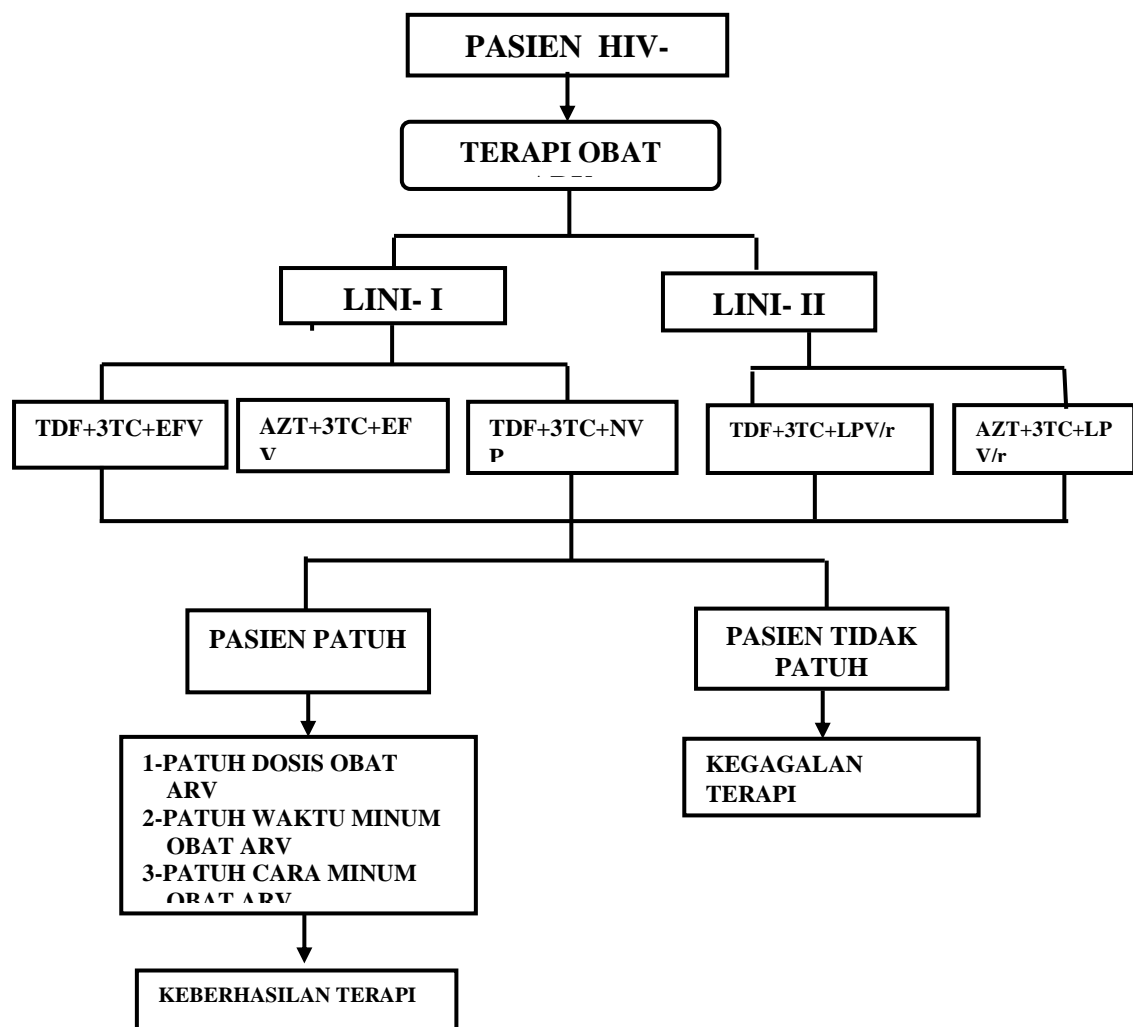 PASIEN HIV-
TERAPI OBAT
LINI- I
LINI- II
TDF+3TC+EFV
AZT+3TC+EF
V
TDF+3TC+NV
P
TDF+3TC+LPV/r
AZT+3TC+LP
V/r
PASIEN PATUH
PASIEN TIDAK
PATUH
1-PATUH DOSIS OBAT
ARV
2-PATUH WAKTU MINUM
OBAT ARV
3-PATUH CARA MINUM
OBAT ARV
KEGAGALAN
TERAPI
KEBERHASILAN TERAPI